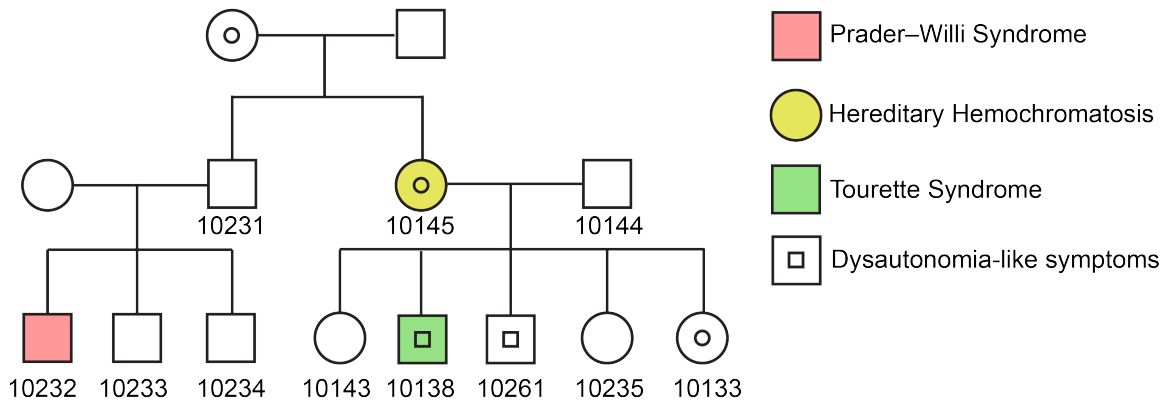 Prader–Willi Syndrome
Hereditary Hemochromatosis
Tourette Syndrome
Dysautonomia-like symptoms
10231
10145
10144
10232
10233
10234
10143
10138
10261
10235
10133